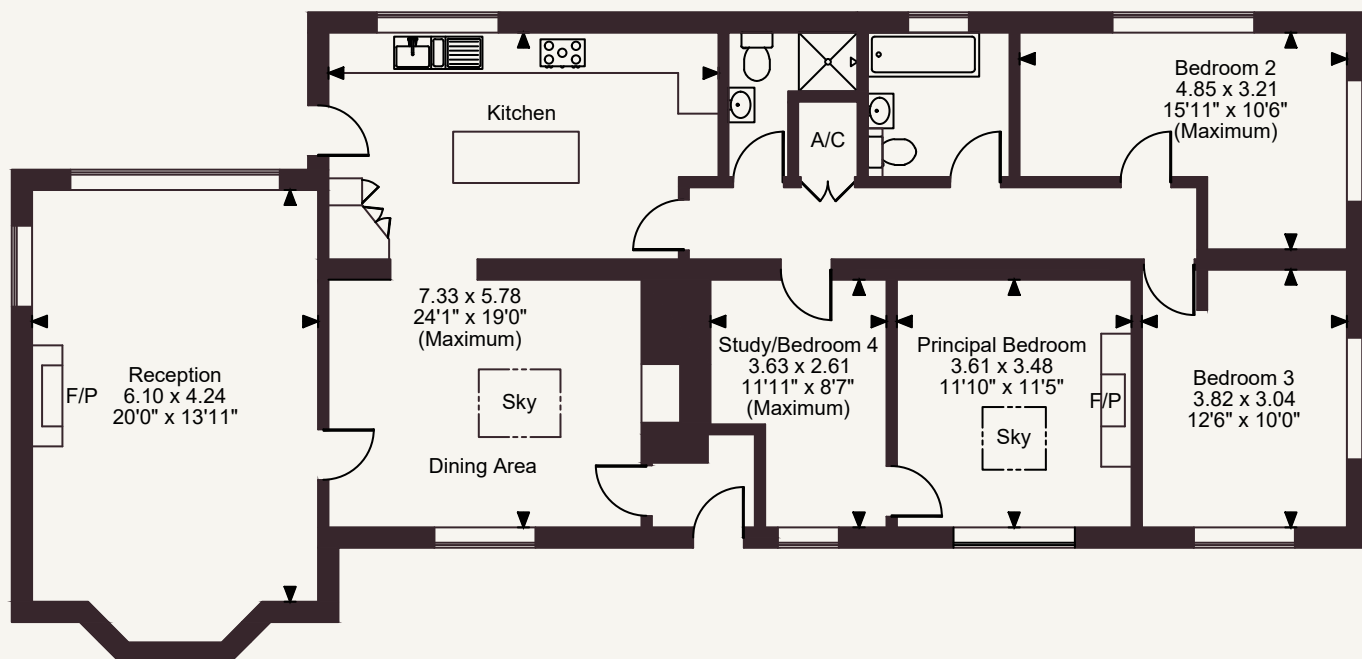 Kitchen
A/C
Bedroom 2
4.85 x 3.21
15'11" x 10'6"
(Maximum)
7.33 x 5.78
24'1" x 19'0"
(Maximum)
Sky
Dining Area
F/P
Reception
6.10 x 4.24
20'0" x 13'11"
Study/Bedroom 4
3.63 x 2.61
11'11" x 8'7"
(Maximum)
Principal Bedroom
3.61 x 3.48
11'10" x 11'5"
F/P
Sky
Bedroom 3
3.82 x 3.04
12'6" x 10'0"